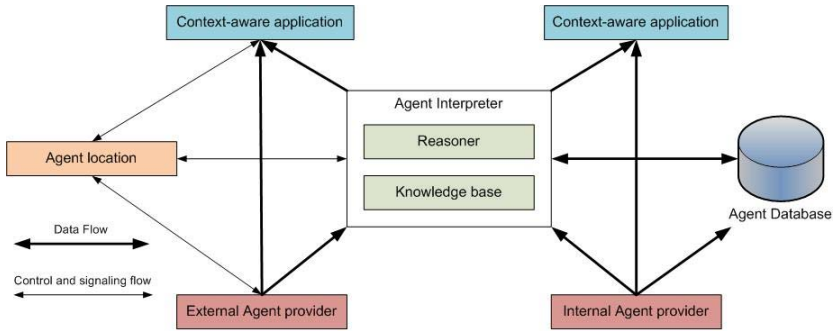 Context-aware application
Context-aware application
Agent Interpreter
Reasoner
Agent location
Knowledge base
Agent Database
Data Flow
Control and signaling flow
External Agent provider
Internal Agent provider